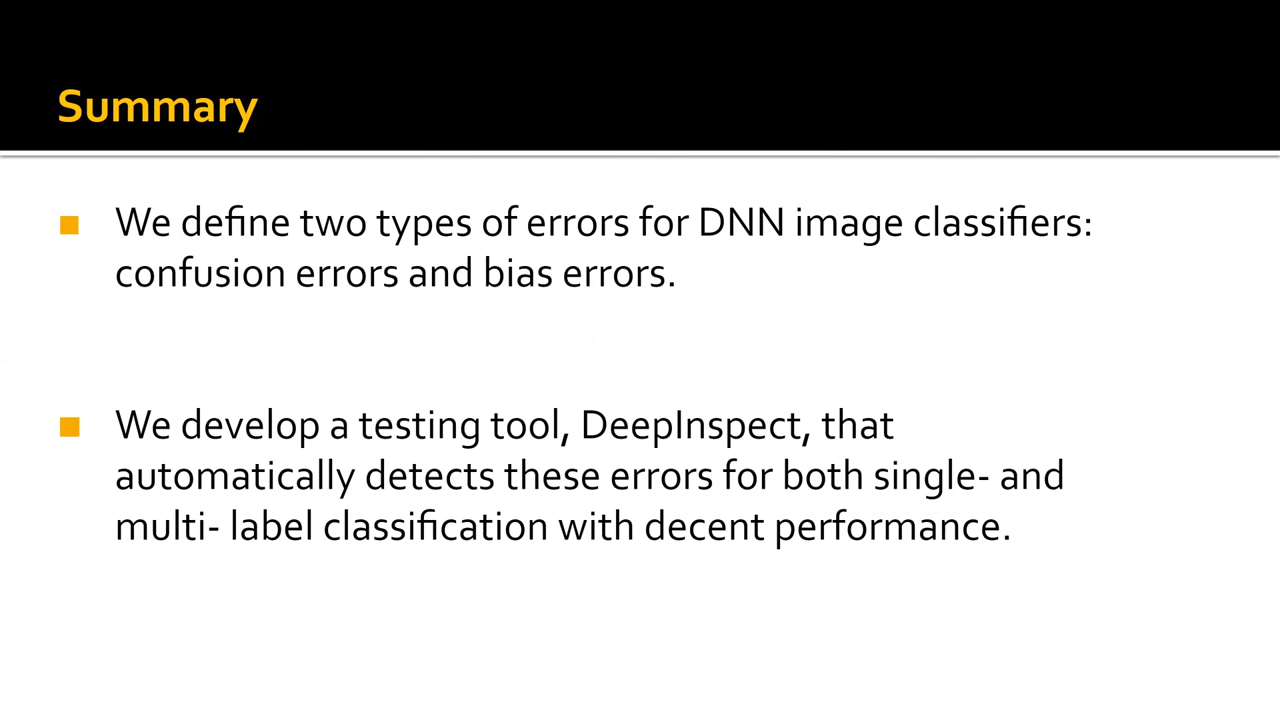 Summary
We define two types of errors for DNN image classifiers:
confusion errors and bias errors.
We develop a testing tool, DeepInspect, that
automatically detects these errors for both single- and
multi- label classification with decent performance.